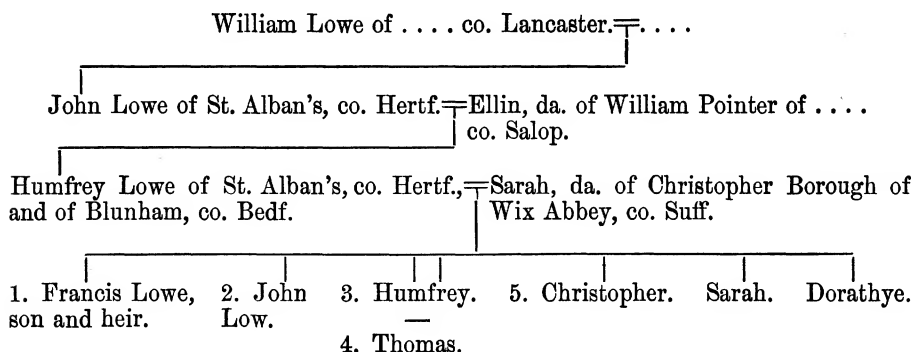 William Lowe of . . . . co. Lancaster.=. . . .
John Lowe of St. Alban's, co. Hertf.=Ellin, da. of William Pointer of . . . .
co. Salop.
Humfrey Lowe of St. Alban's, co. Hertf.,=Sarah, da. of Christopher Borough of
and of Blunham, co. Bedf.
Wix Abbey, co. Suff.
1. Francis Lowe,
son and heir.
2. John
Low.
3. Humfrey.
—
4. Thomas.
5. Christopher.
Sarah.
Dorathye.